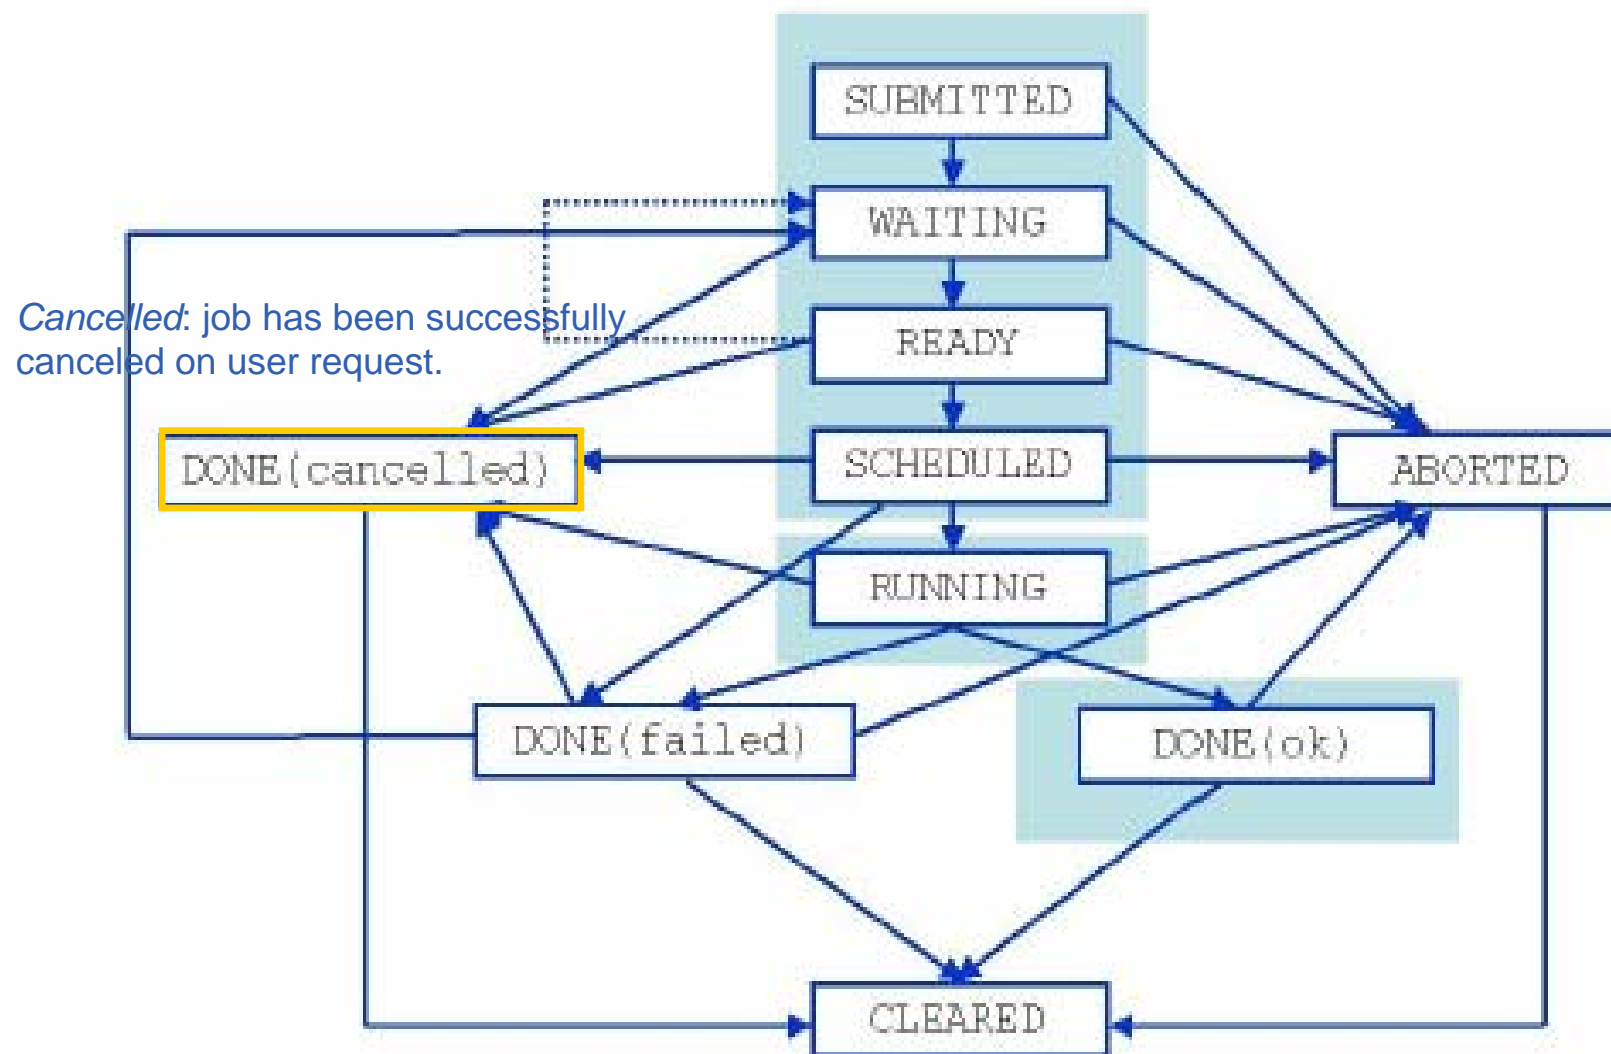 SUBMITTED
WAITING
Cancelled: job has been successfully
canceled on user request.
READY
DONE(cancelled)
SCHEDULED
ABORTED
RUNNING
DONE(failed)
DONE(ok)
CLEARED